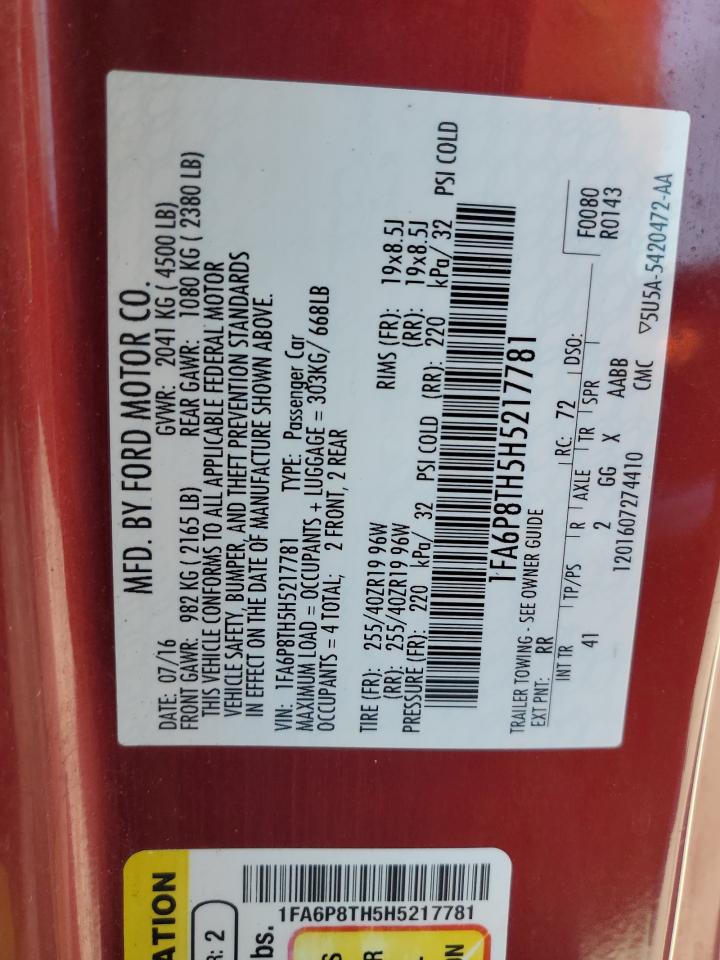 MFD. BY FORD MOTOR CO.
DATE: 07/16 GVWR: 2041 KG ( 4500 LB)
FRONT GAWR: 982 KG ( 2165 LB) REAR GAWR: 1080 KG ( 2380 LB)
THIS VEHICLE CONFORMS TO ALL APPLICABLE FEDERAL MOTOR
VEHICLE SAFETY, BUMPER, AND THEFT PREVENTION STANDARDS
IN EFFECT ON THE DATE OF MANUFACTURE SHOWN ABOVE.
VIN: 1FA6P8TH5H5217781 TYPE: Passenger Car
MAXIMUM LOAD = OCCUPANTS + LUGGAGE = 303KG/ 668LB
OCCUPANTS = 4 TOTAL; 2 FRONT, 2 REAR
TIRE (FR): 255/40ZR19 96W RIMS (FR): 19x8.5J
(RR): 255/40ZR19 96W (RR): 19x8.5J
PRESSURE (FR): 220 kPa/ 32 PSI COLD (RR): 220 kPa/ 32 PSI COLD
1FA6P8TH5H5217781
TRAILER TOWING - SEE OWNER GUIDE
EXT PNT: RR RC: 72 DSO: F0080
R0143
INT TR TP/PS R AXLE TR SPR
41 2 GG X AABB
1201607274410 CMC
▽5U5A-5420472-AA
ATION
R: 2
bs.
1FA6P8TH5H5217781